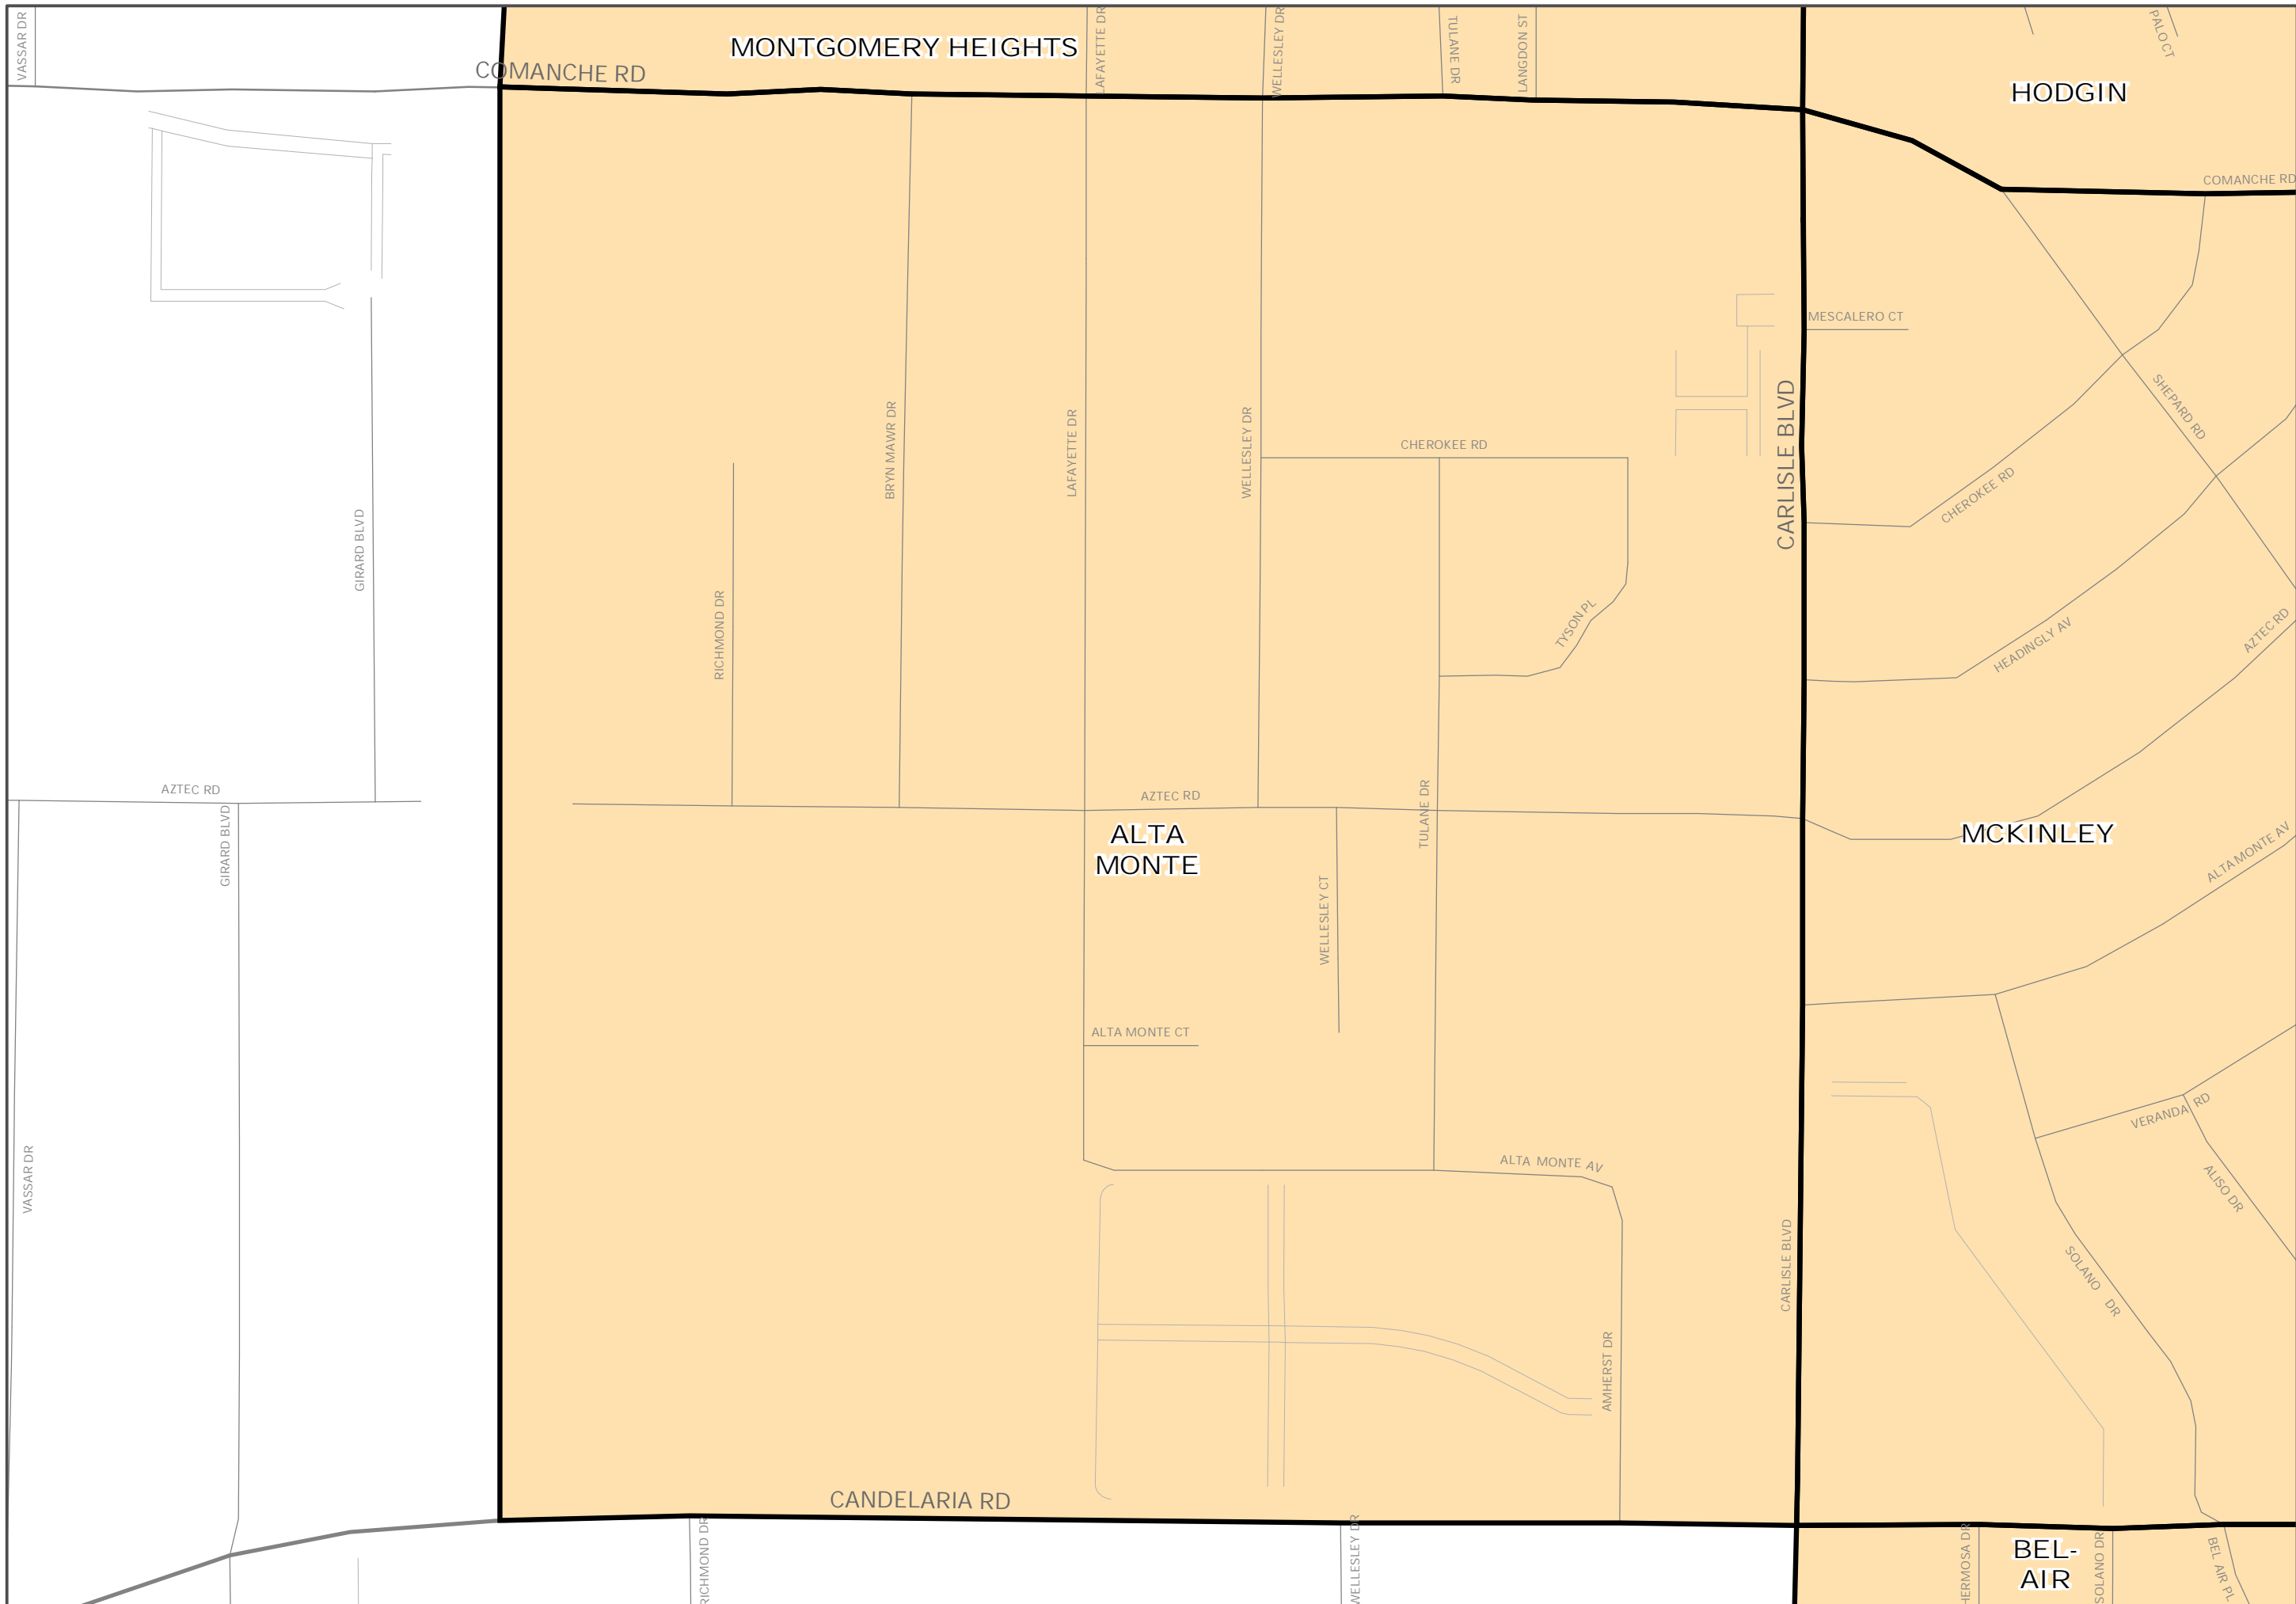 VASSAR DR
MONTGOMERY HEIGHTS
LAFAYETTE DR
WELLESLEY DR
TULANE DR
LANGDON ST
PALO CT
COMANCHE RD
HODGIN
COMANCHE RD
MESCALERO CT
SHEPARD RD
CARLISLE BLVD
CHEROKEE RD
BRYN MAWR DR
LAFAYETTE DR
WELLESLEY DR
CHEROKEE RD
GIRARD BLVD
RICHMOND DR
TYSON PL
HEADINGLY AV
AZTEC RD
AZTEC RD
AZTEC RD
TULANE DR
GIRARD BLVD
ALTA
MONTE
MCKINLEY
ALTA MONTE AV
WELLESLEY CT
ALTA MONTE CT
VERANDA RD
VASSAR DR
ALTA MONTE AV
ALISO DR
CARLISLE BLVD
SOLANO DR
AMHERST DR
CANDELARIA RD
RICHMOND DR
WELLESLEY DR
HERMOSA DR
BEL-
AIR
SOLANO DR
BEL AIR PL